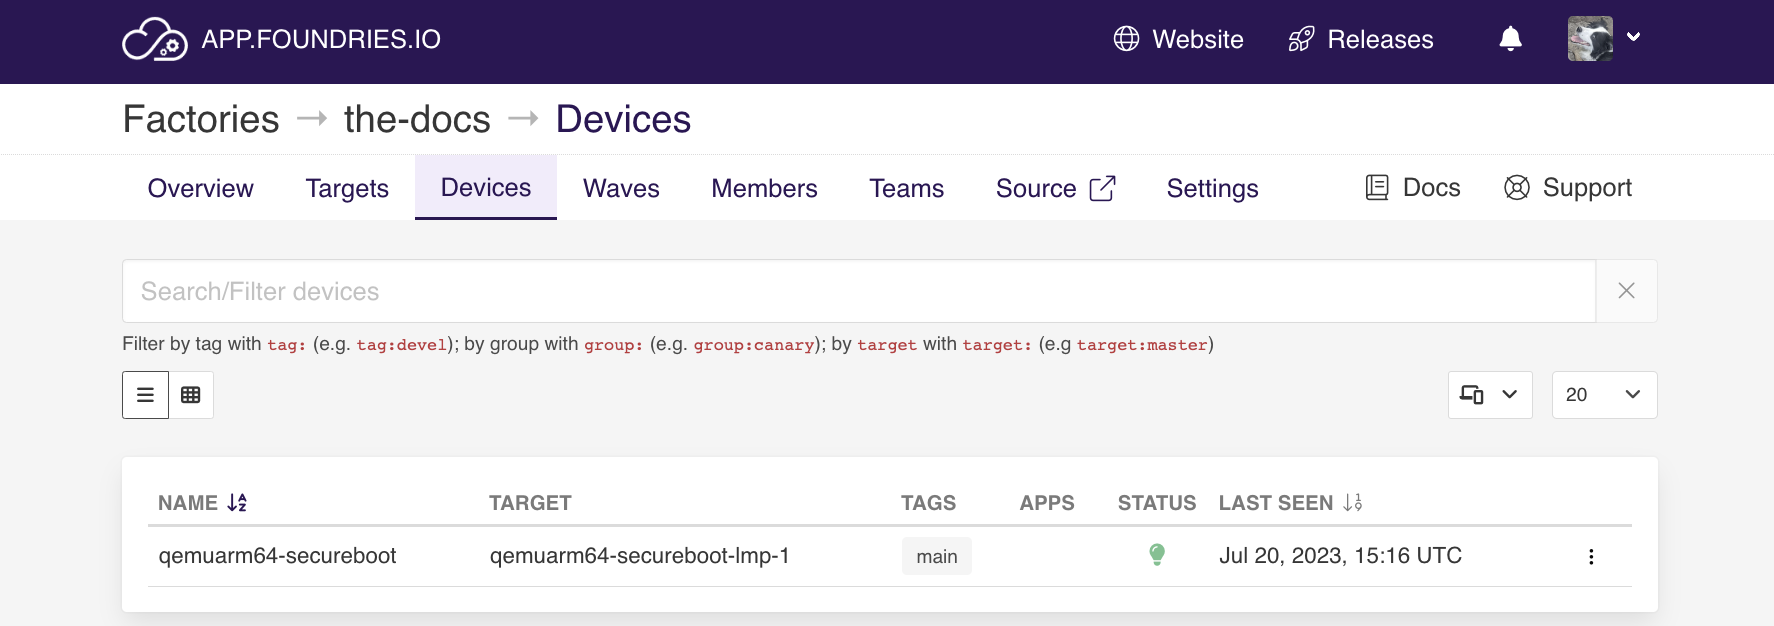 APP.FOUNDRIES.IO Website Releases
Factories → the-docs → Devices
Overview Targets Devices Waves Members Teams Source Settings Docs Support
Search/Filter devices
Filter by tag with tag: (e.g. tag:devel); by group with group: (e.g. group:canary); by target with target: (e.g target:master)
20
NAME TARGET TAGS APPS STATUS LAST SEEN
qemuarm64-secureboot qemuarm64-secureboot-lmp-1 main Jul 20, 2023, 15:16 UTC